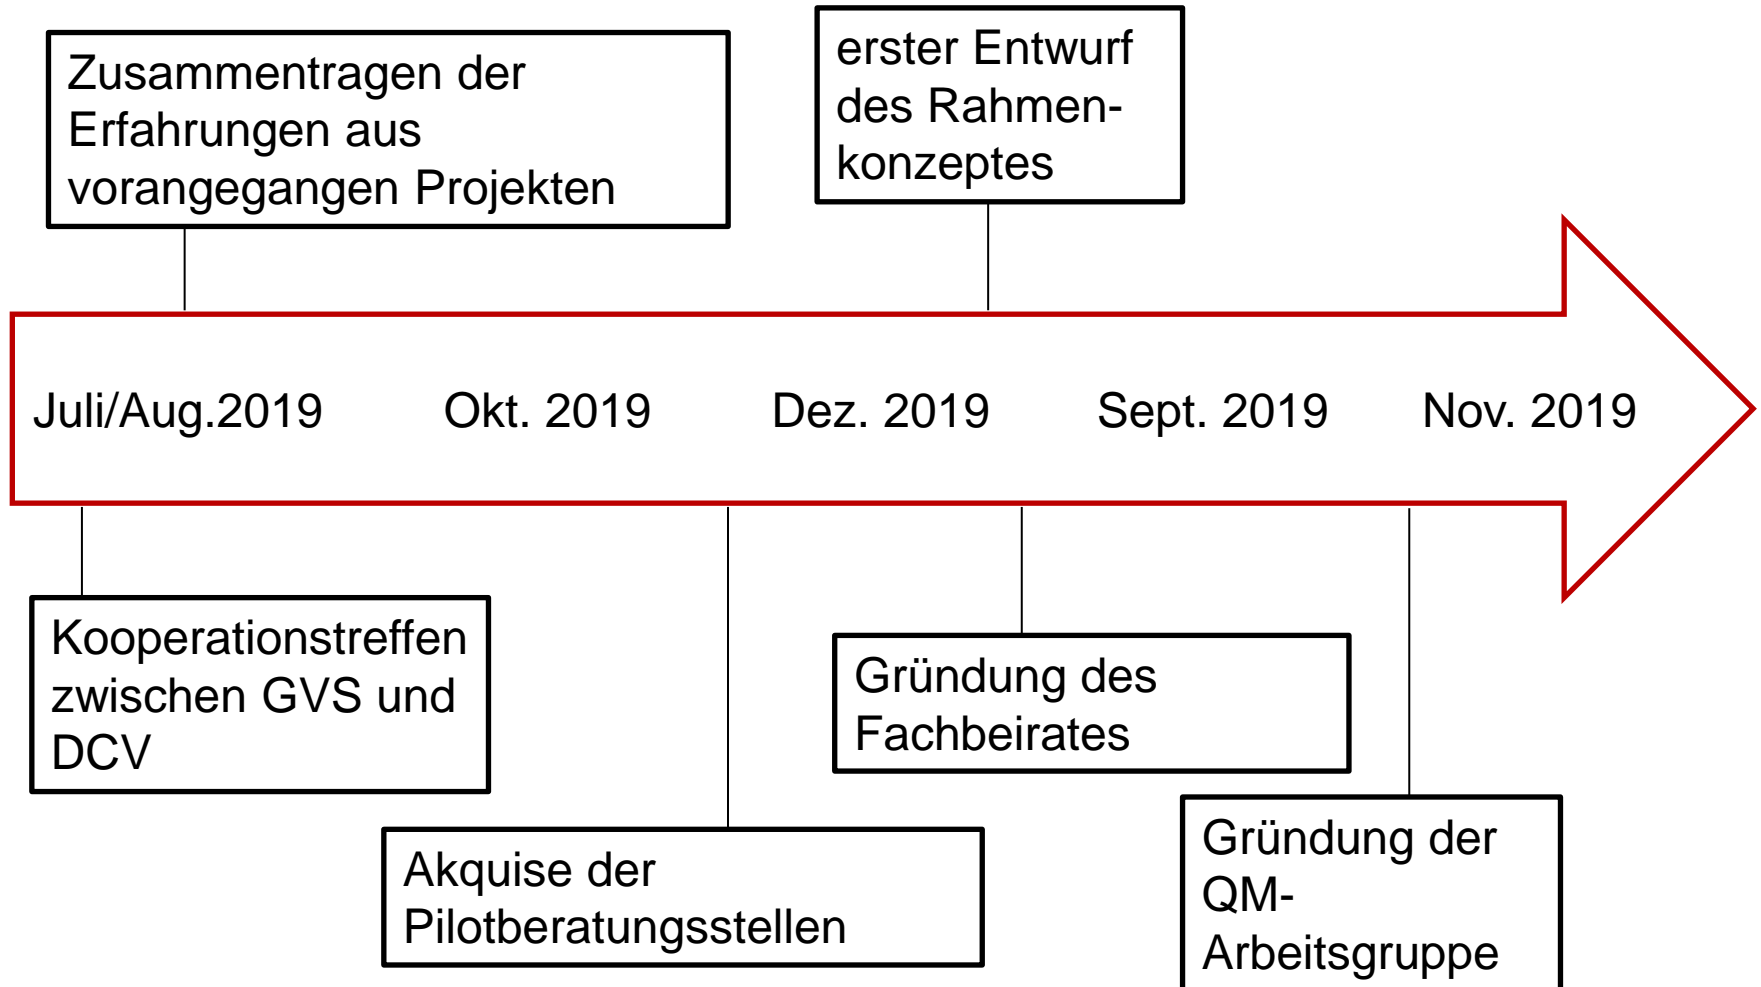 Zusammentragen der
Erfahrungen aus
vorangegangen Projekten
erster Entwurf
des Rahmen-
konzeptes
Juli/Aug.2019
Okt. 2019
Dez. 2019
Sept. 2019
Nov. 2019
Kooperationstreffen
zwischen GVS und
DCV
Akquise der
Pilotberatungsstellen
Gründung des
Fachbeirates
Gründung der
QM-
Arbeitsgruppe